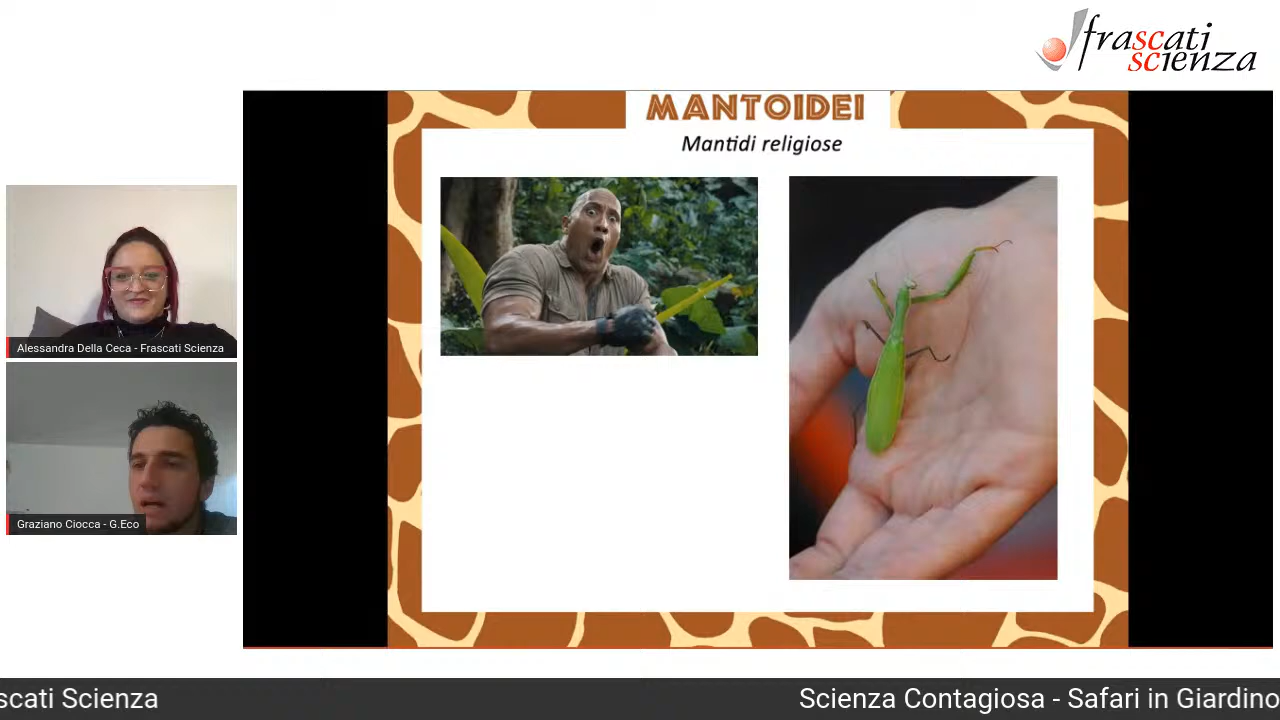 frascati
scienza
MANTOIDEI
Mantidi religiose
Alessandra Della Ceca - Frascati Scienza
Graziano Ciocca - G.Eco
scati Scienza
Scienza Contagiosa - Safari in Giardino